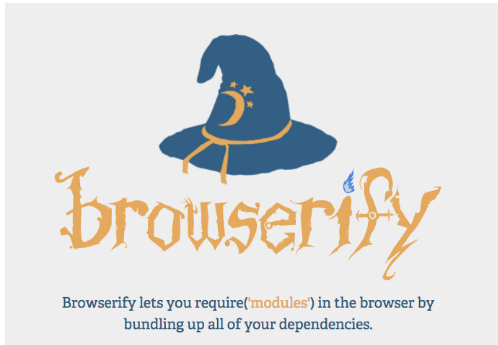 browserify
Browserify lets you require('modules') in the browser by
bundling up all of your dependencies.